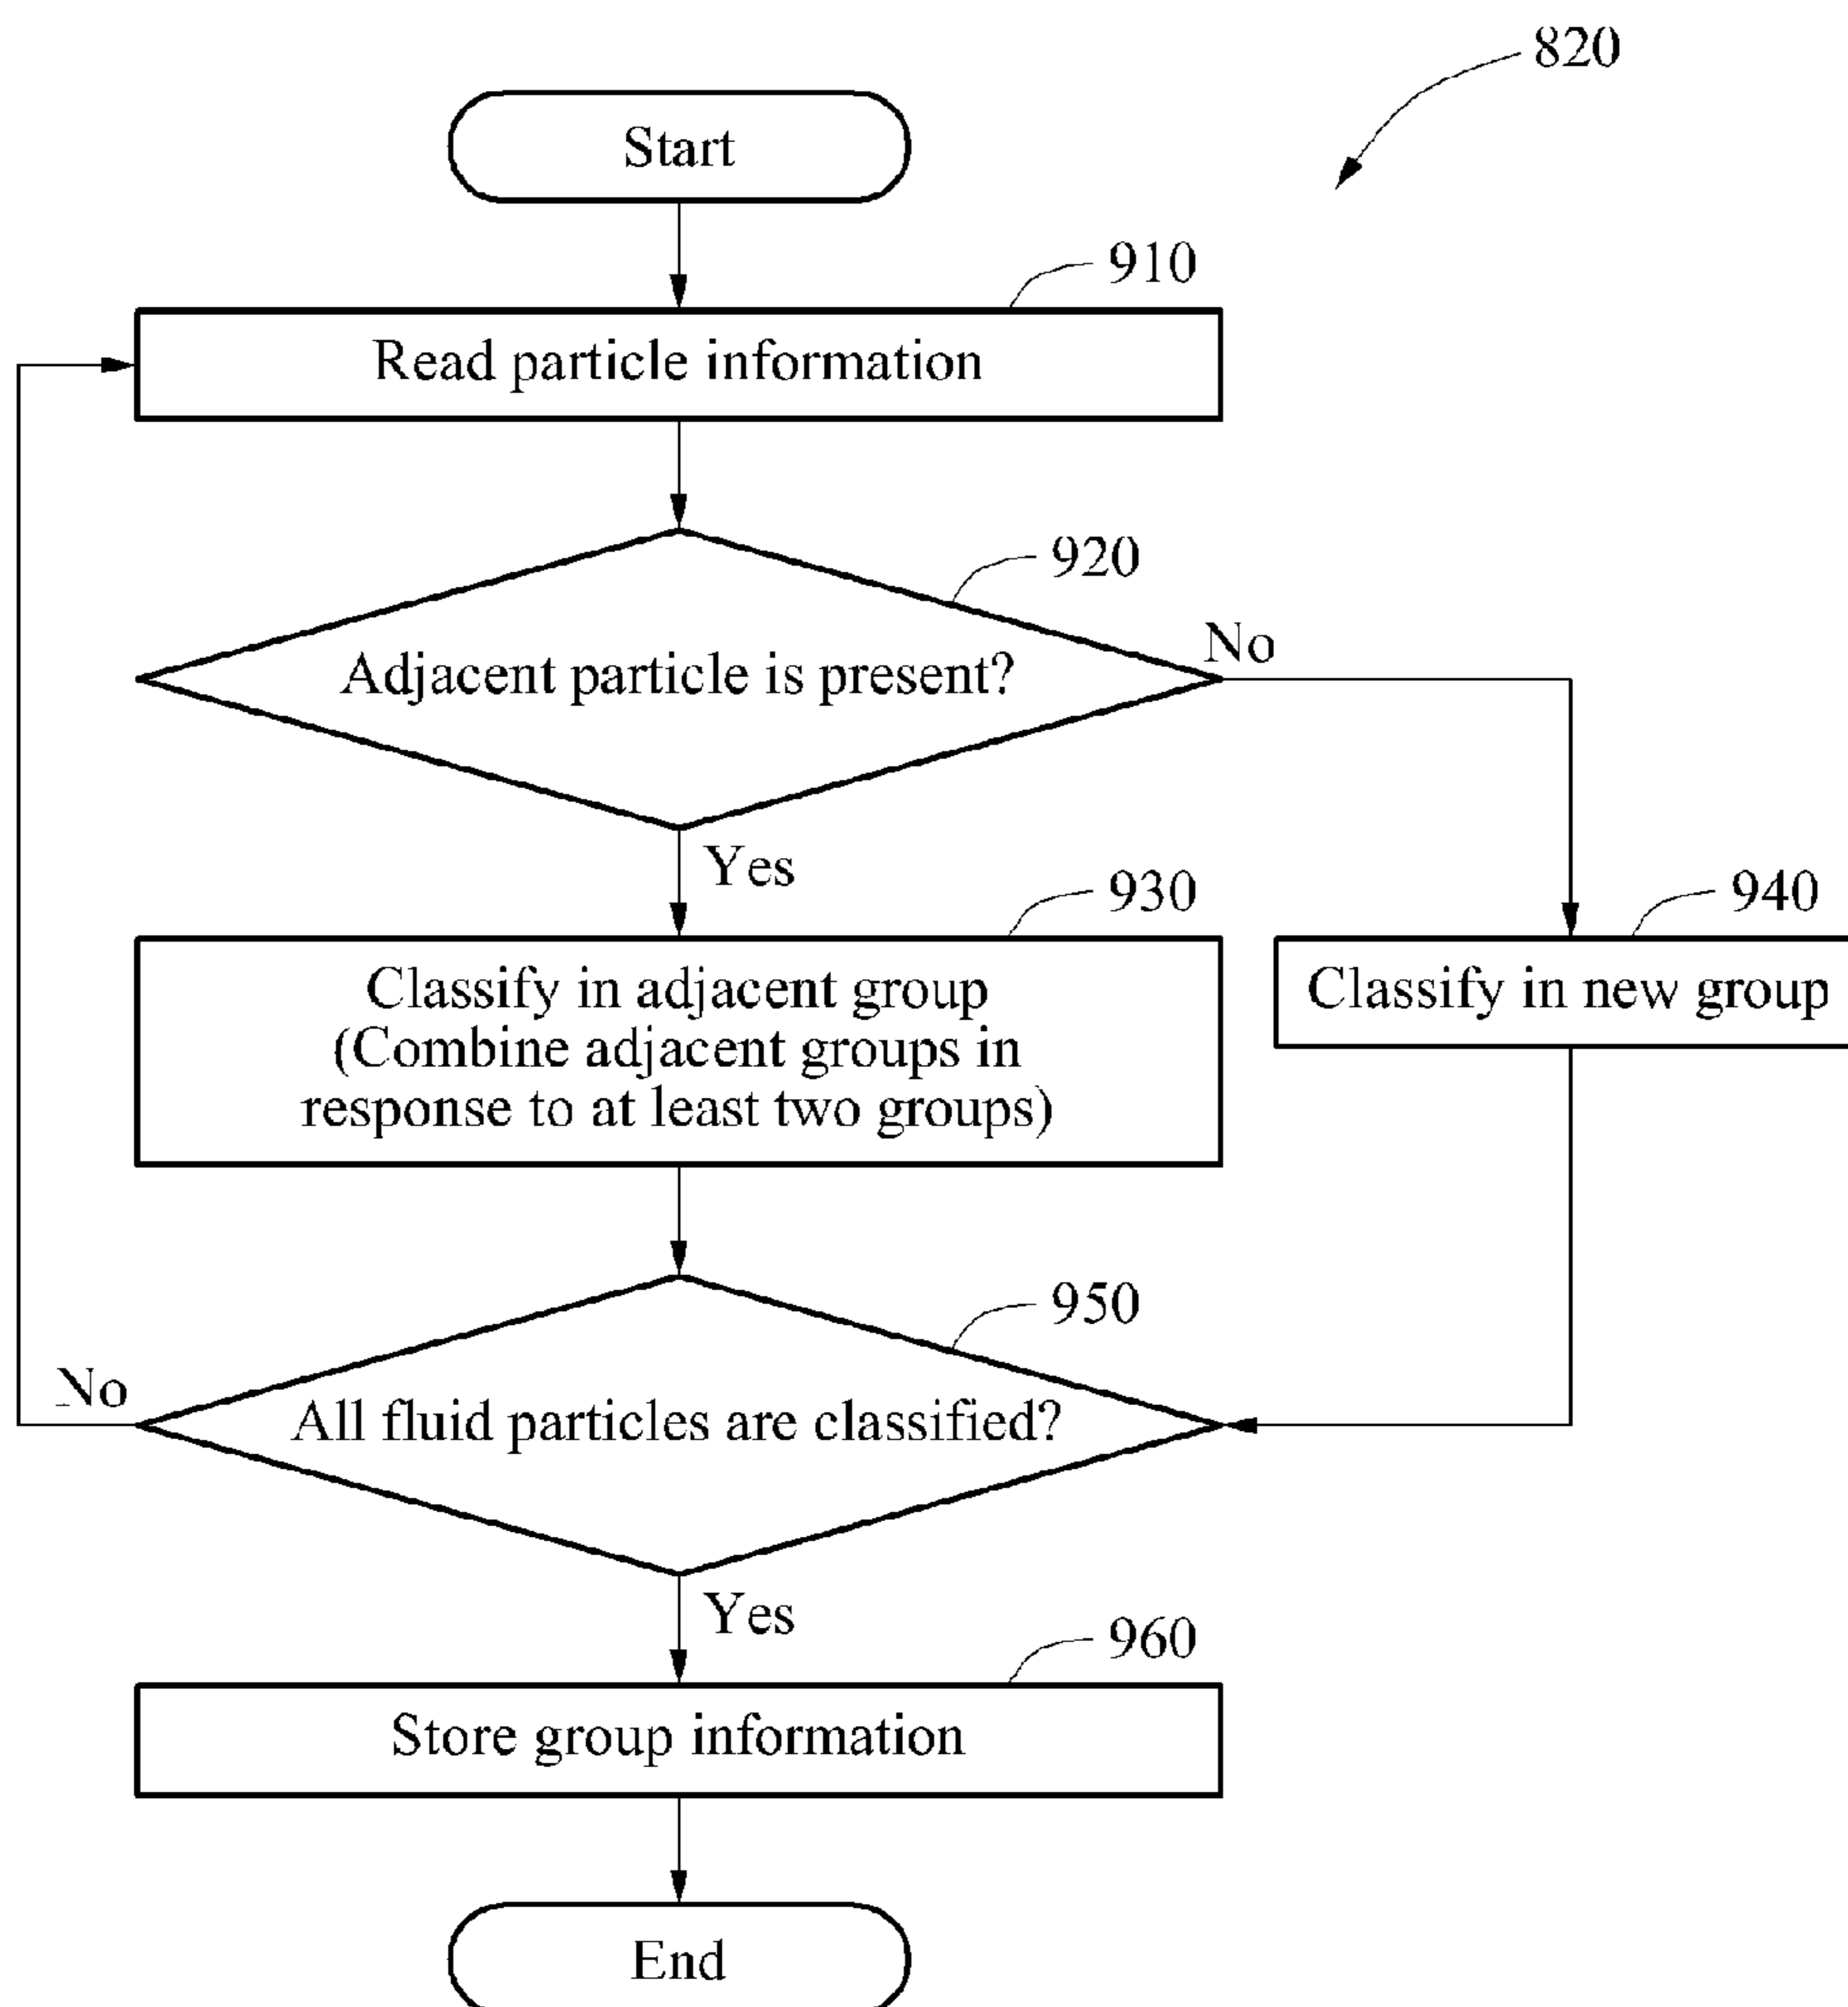 820
Start
910
Read particle information
920
Adjacent particle is present?
No
Yes
930
940
Classify in adjacent group
(Combine adjacent groups in
response to at least two groups)
Classify in new group
950
No
All fluid particles are classified?
Yes
960
Store group information
End